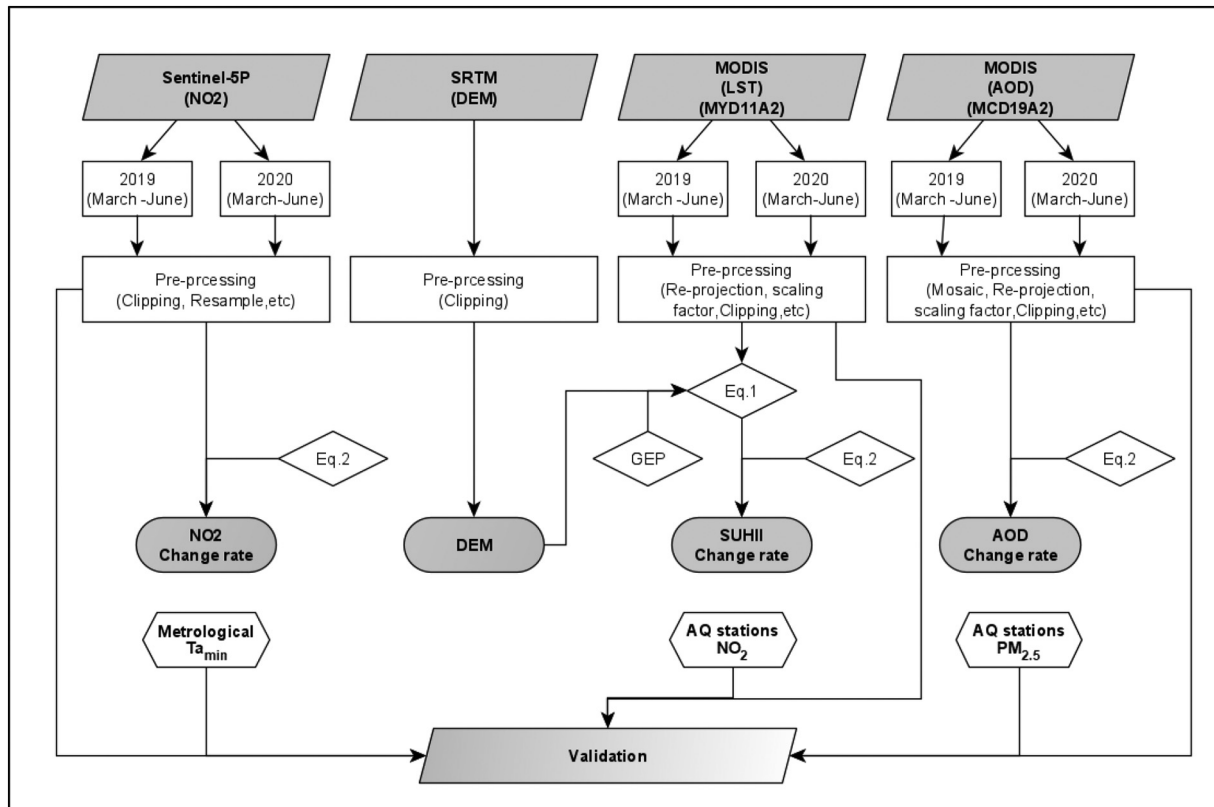 Sentinel-5P
(NO2)
SRTM
(DEM)
MODIS
(LST)
(MYD11A2)
MODIS
(AOD)
(MCD19A2)
2019
(March -June)
2020
(March-June)
2019
(March -June)
2020
(March-June)
2019
(March -June)
2020
(March-June)
Pre-prcessing
(Clipping, Resample,etc)
Pre-prcessing
(Clipping)
Pre-prcessing
(Re-projection, scaling
factor,Clipping,etc)
Pre-prcessing
(Mosaic, Re-projection,
scaling factor,Clipping,etc)
Eq.1
Eq.2
GEP
Eq.2
Eq.2
NO2
Change rate
DEM
SUHII
Change rate
AOD
Change rate
Metrological
Ta_min
AQ stations
NO₂
AQ stations
PM₂.₅
Validation